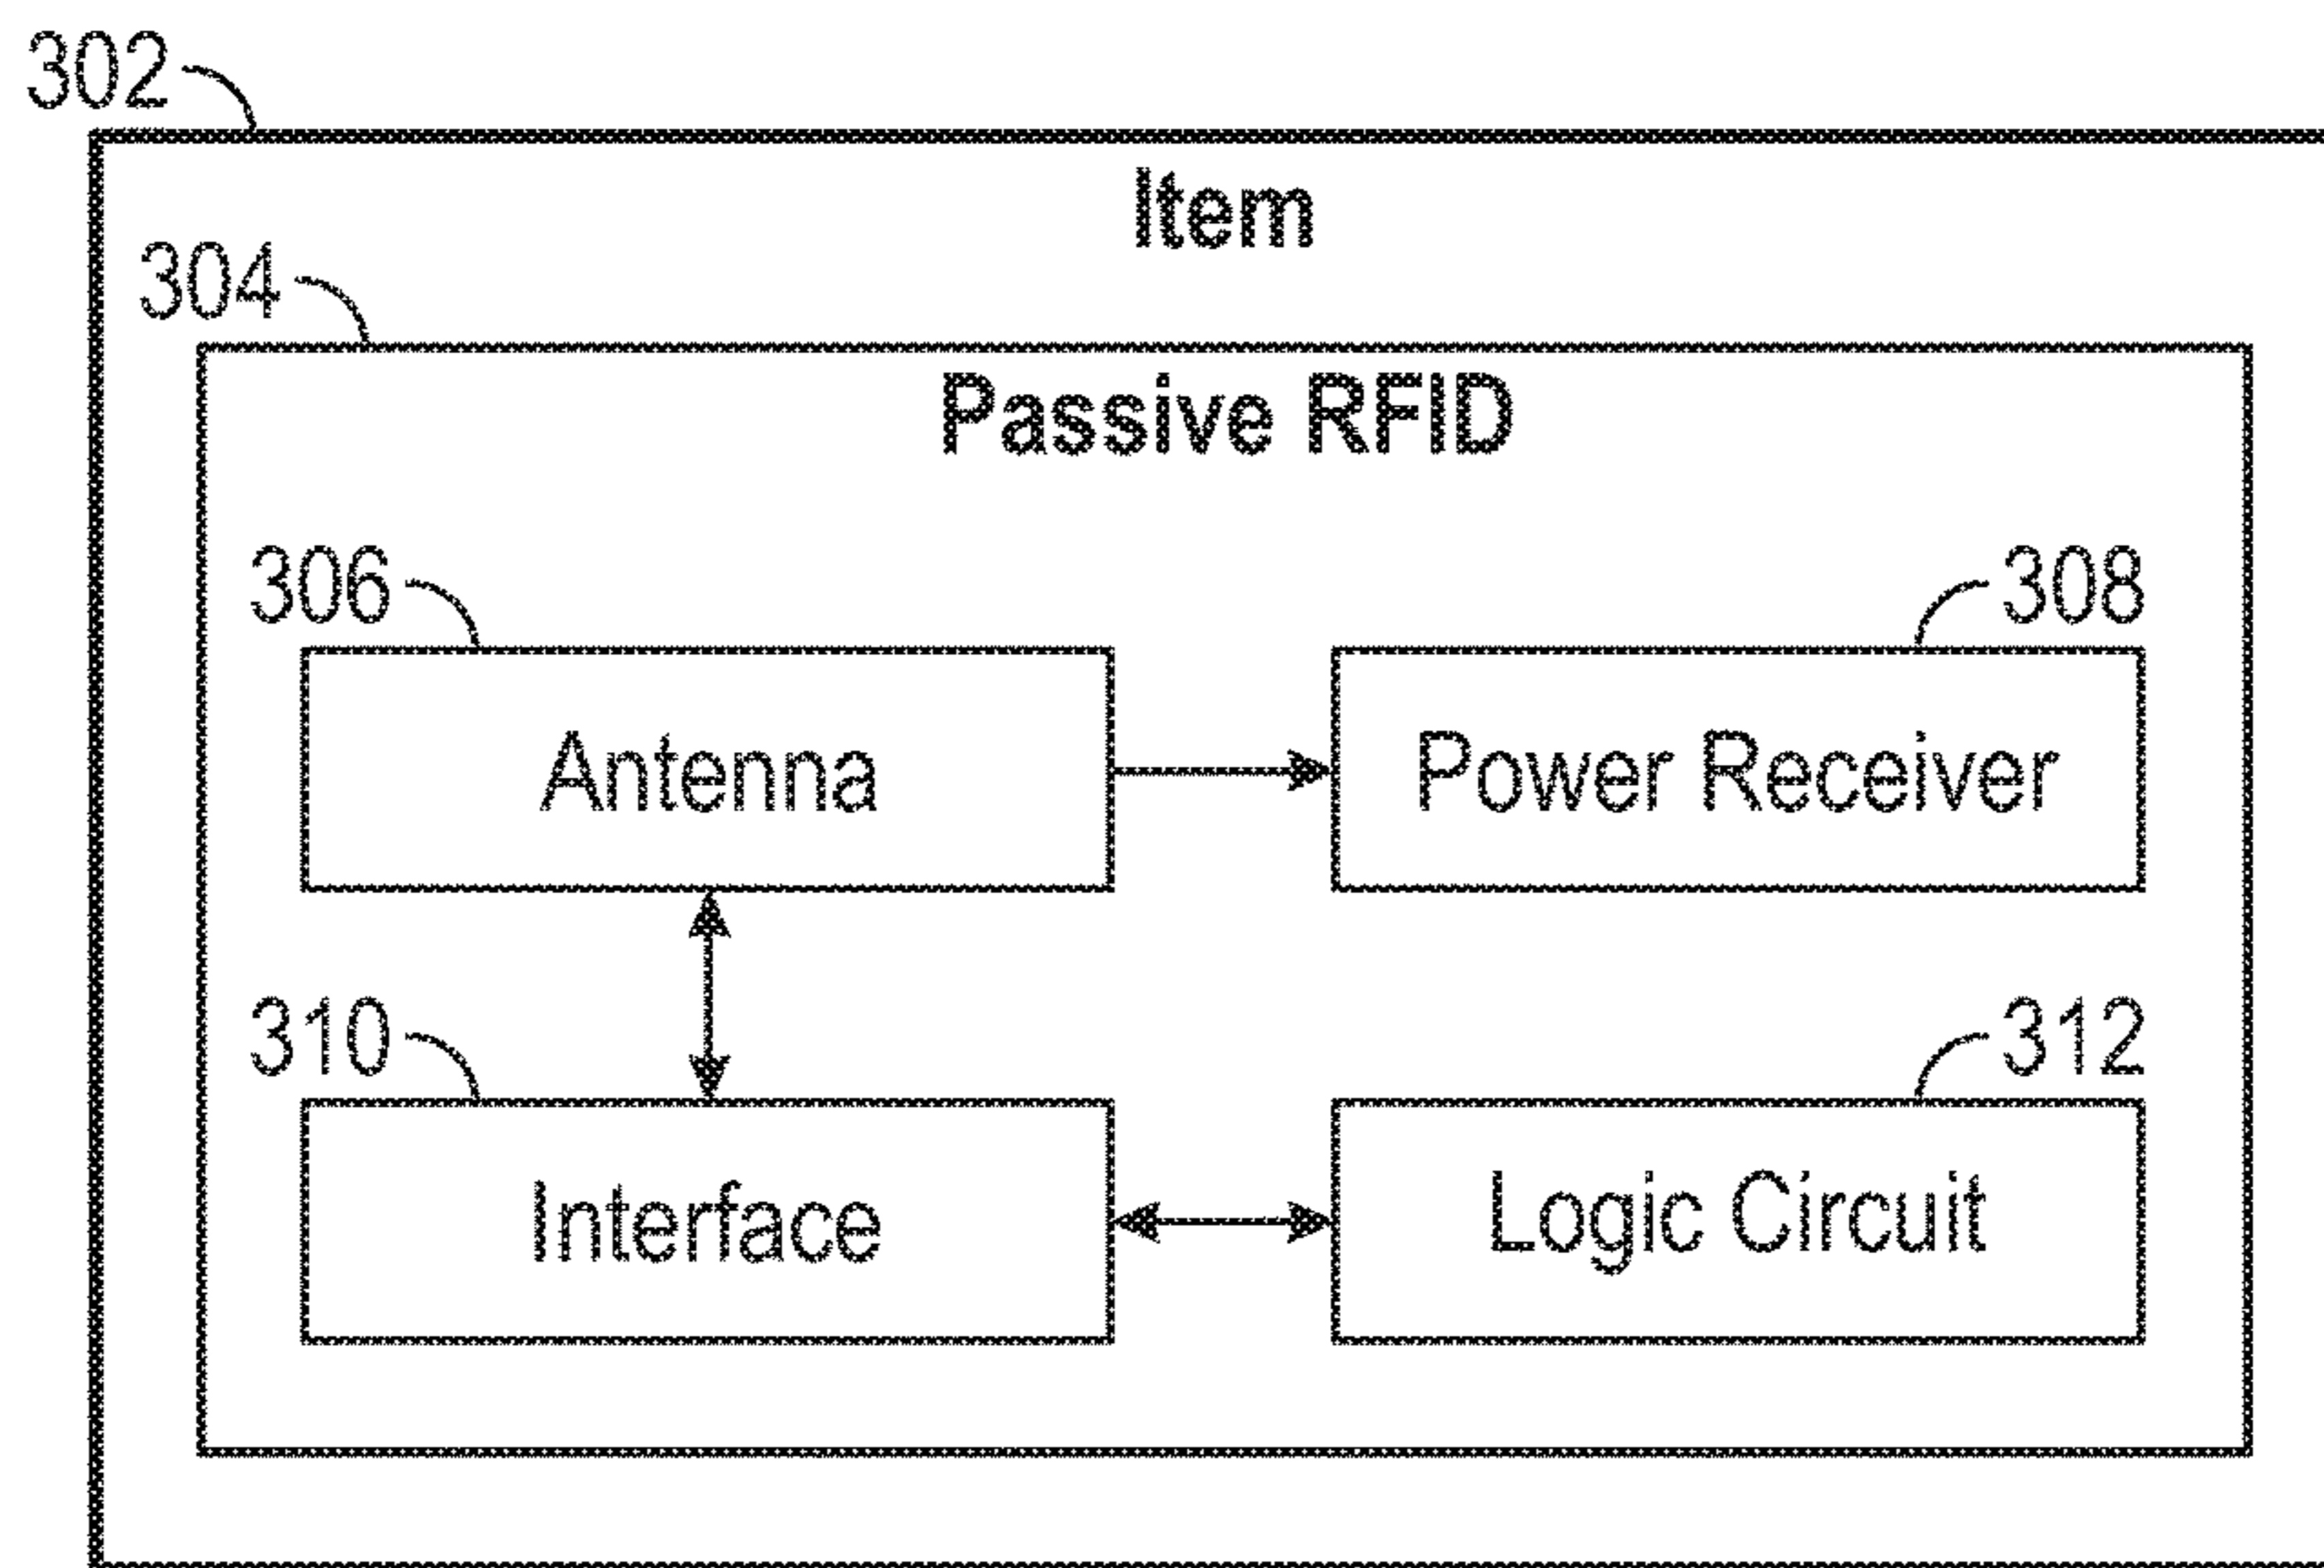 302
Item
304
Passive RFID
306
308
Antenna
Power Receiver
310
312
Interface
Logic Circuit